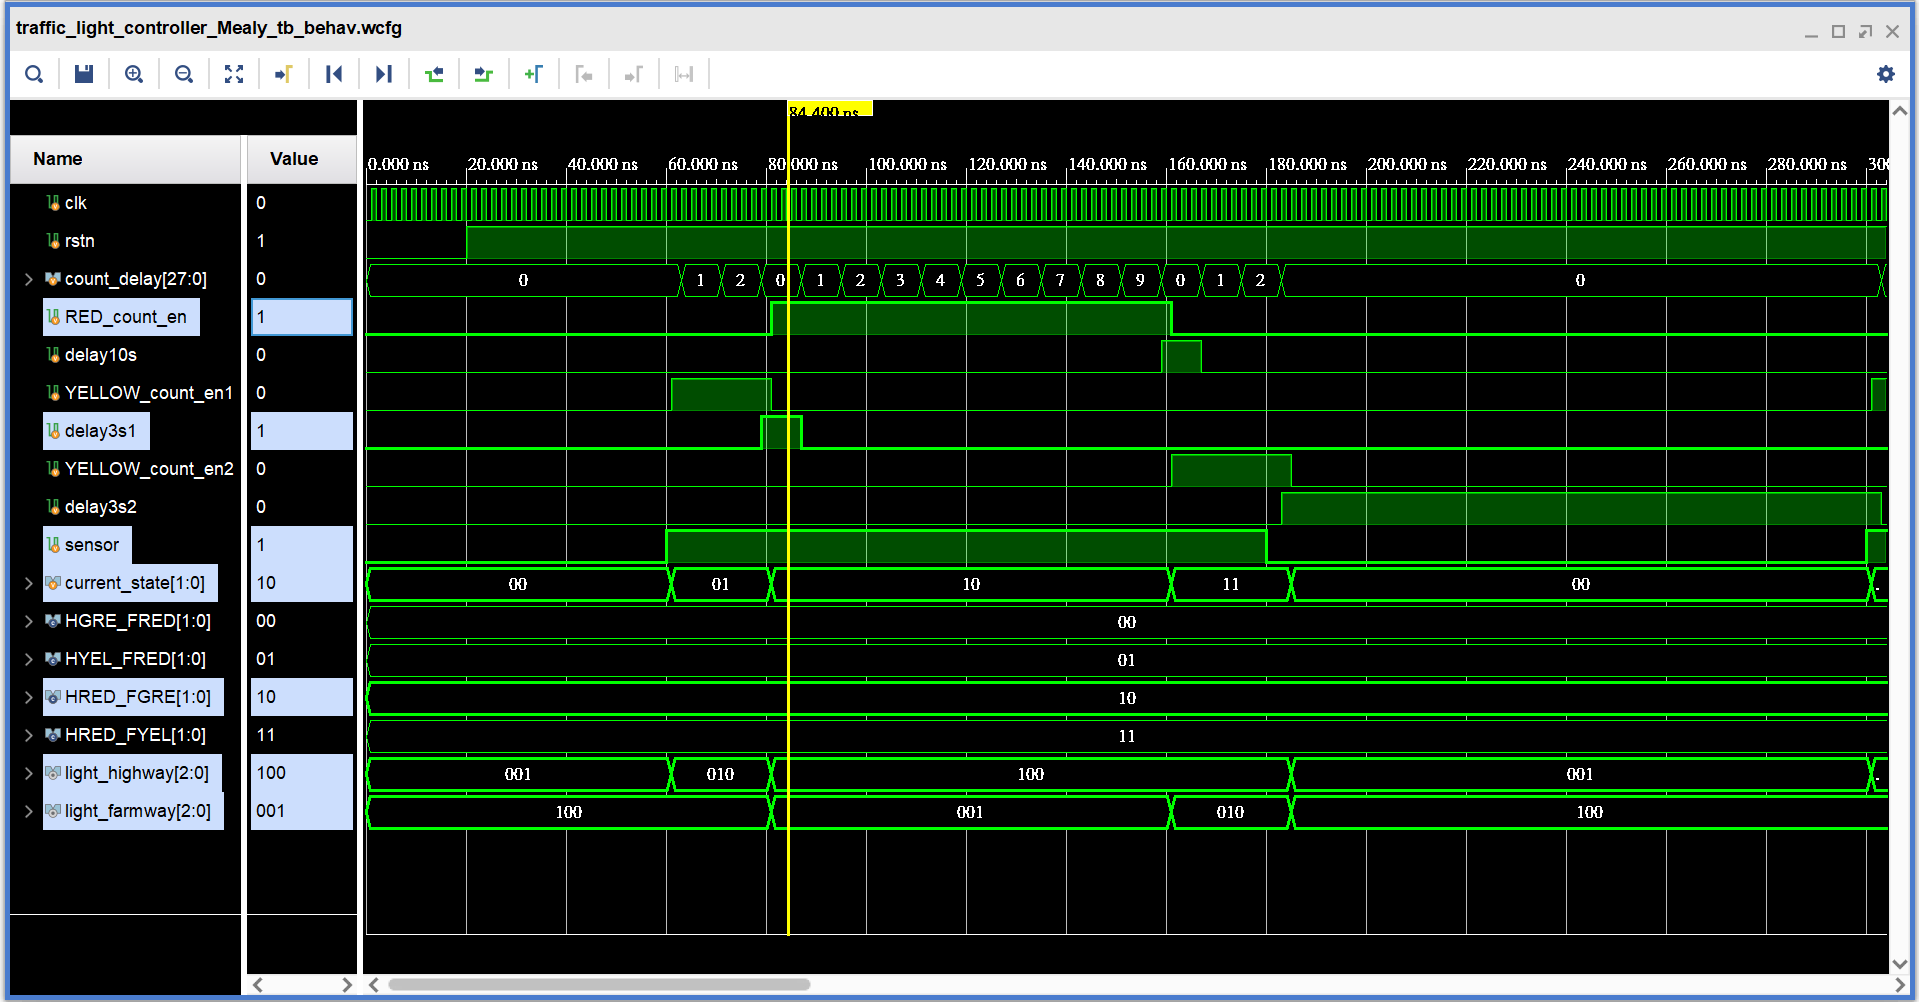 traffic_light_controller_Mealy_tb_behav.wcfg
84.400 ns
Name Value 0.000 ns 20.000 ns 40.000 ns 60.000 ns 80.000 ns 100.000 ns 120.000 ns 140.000 ns 160.000 ns 180.000 ns 200.000 ns 220.000 ns 240.000 ns 260.000 ns 280.000 ns 300
clk 0
rstn 1
count_delay[27:0] 0 0 1 2 0 1 2 3 4 5 6 7 8 9 0 1 2 0
RED_count_en 1
delay10s 0
YELLOW_count_en1 0
delay3s1 1
YELLOW_count_en2 0
delay3s2 0
sensor 1
current_state[1:0] 10 00 01 10 11 00 .
HGRE_FRED[1:0] 00 00
HYEL_FRED[1:0] 01 01
HRED_FGRE[1:0] 10 10
HRED_FYEL[1:0] 11 11
light_highway[2:0] 100 001 010 100 001 .
light_farmway[2:0] 001 100 001 010 100